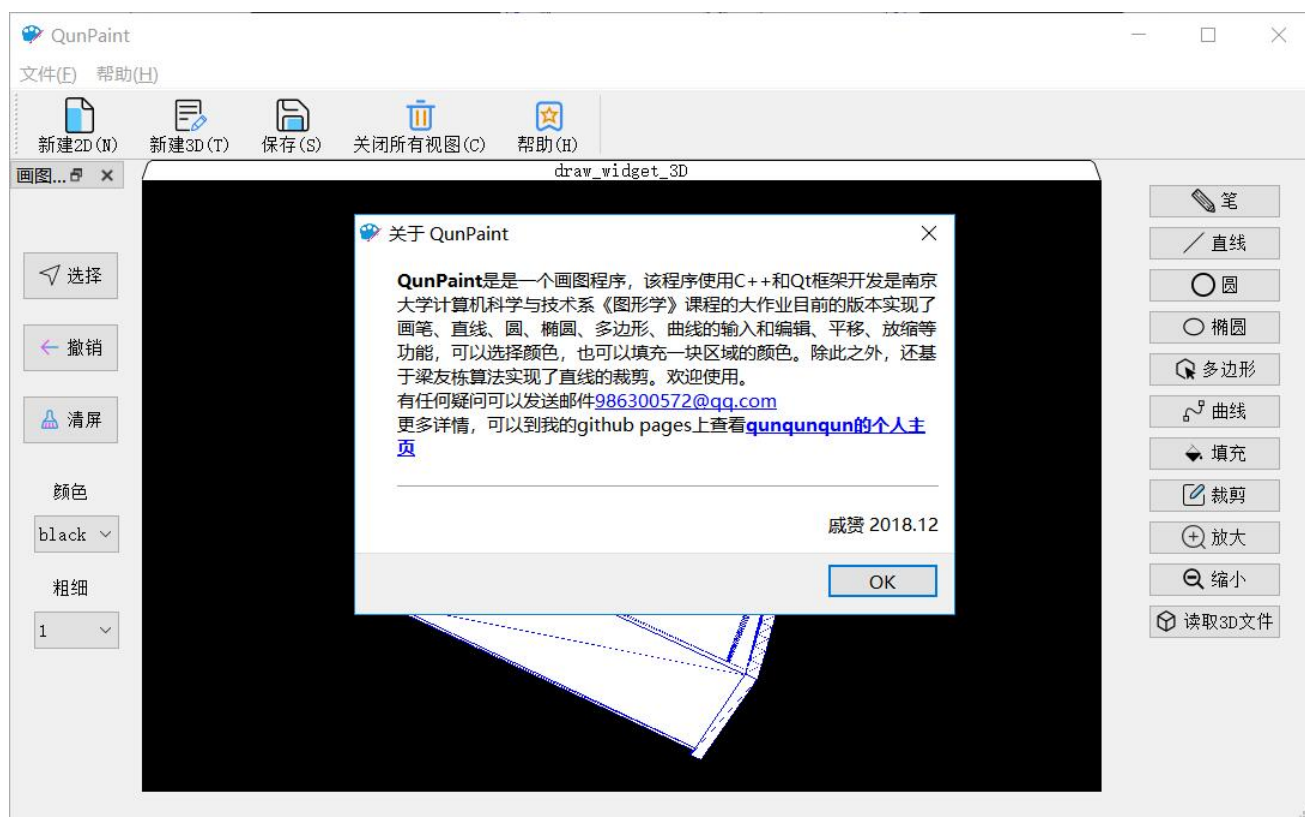 QunPaint
文件(F) 帮助(H)
新建2D(N) 新建3D(T) 保存(S) 关闭所有视图(C) 帮助(H)
画图...
draw_widget_3D
选择
撤销
清屏
颜色
black
粗细
1
关于 QunPaint
QunPaint是是一个画图程序，该程序使用C++和Qt框架开发是南京
大学计算机科学与技术系《图形学》课程的大作业目前的版本实现了
画笔、直线、圆、椭圆、多边形、曲线的输入和编辑、平移、放缩等
功能，可以选择颜色，也可以填充一块区域的颜色。除此之外，还基
于梁友栋算法实现了直线的裁剪。欢迎使用。
有任何疑问可以发送邮件986300572@qq.com
更多详情，可以到我的github pages上查看qunqunqun的个人主
页
戚赟 2018.12
OK
笔
直线
圆
椭圆
多边形
曲线
填充
裁剪
放大
缩小
读取3D文件